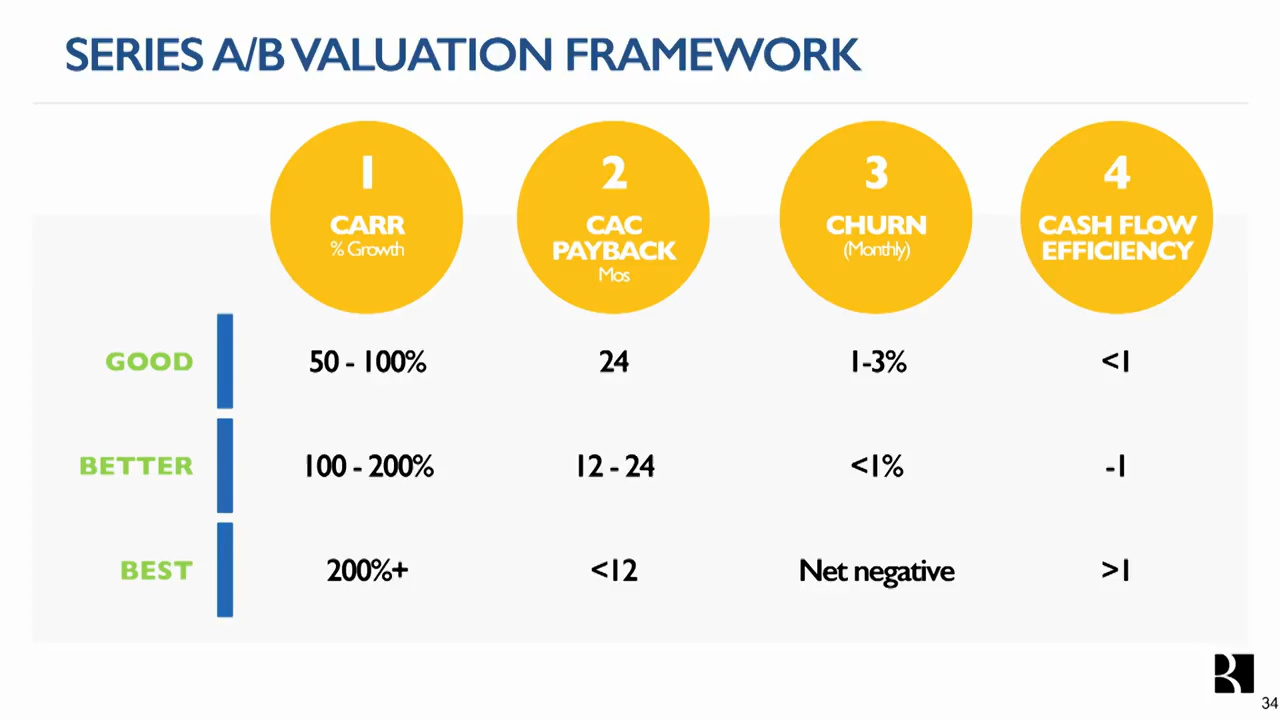 SERIES A/B VALUATION FRAMEWORK
1
CARR
% Growth
2
CAC
PAYBACK
Mos
3
CHURN
(Monthly)
4
CASH FLOW
EFFICIENCY
GOOD
50 - 100%
24
1-3%
<1
BETTER
100 - 200%
12 - 24
<1%
-1
BEST
200%+
<12
Net negative
>1
34